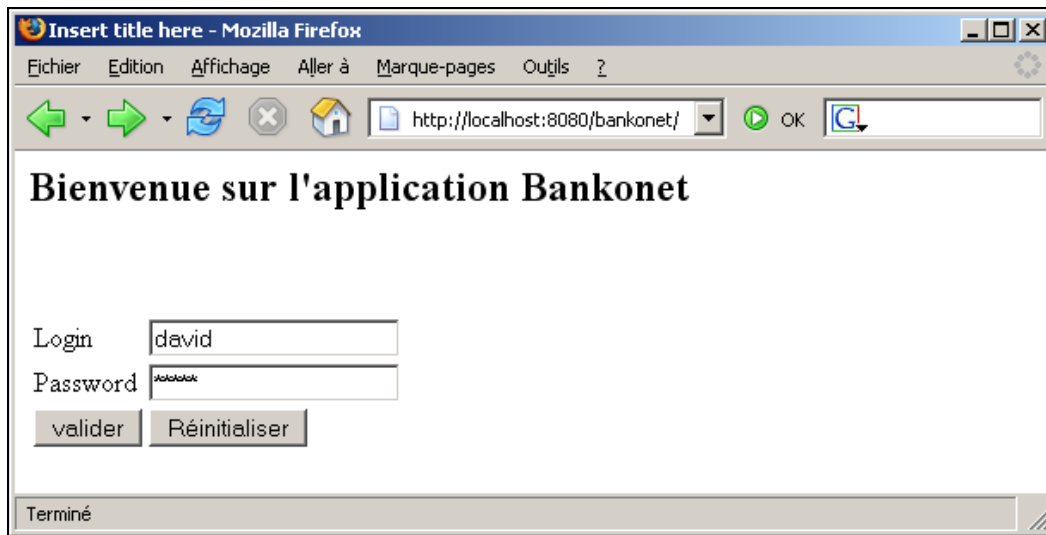 Insert title here - Mozilla Firefox
Fichier Edition Affichage Aller à Marque-pages Outils ?
http://localhost:8080/bankonet/ OK G
Bienvenue sur l'application Bankonet
Login david
Password ******
valider Réinitialiser
Terminé